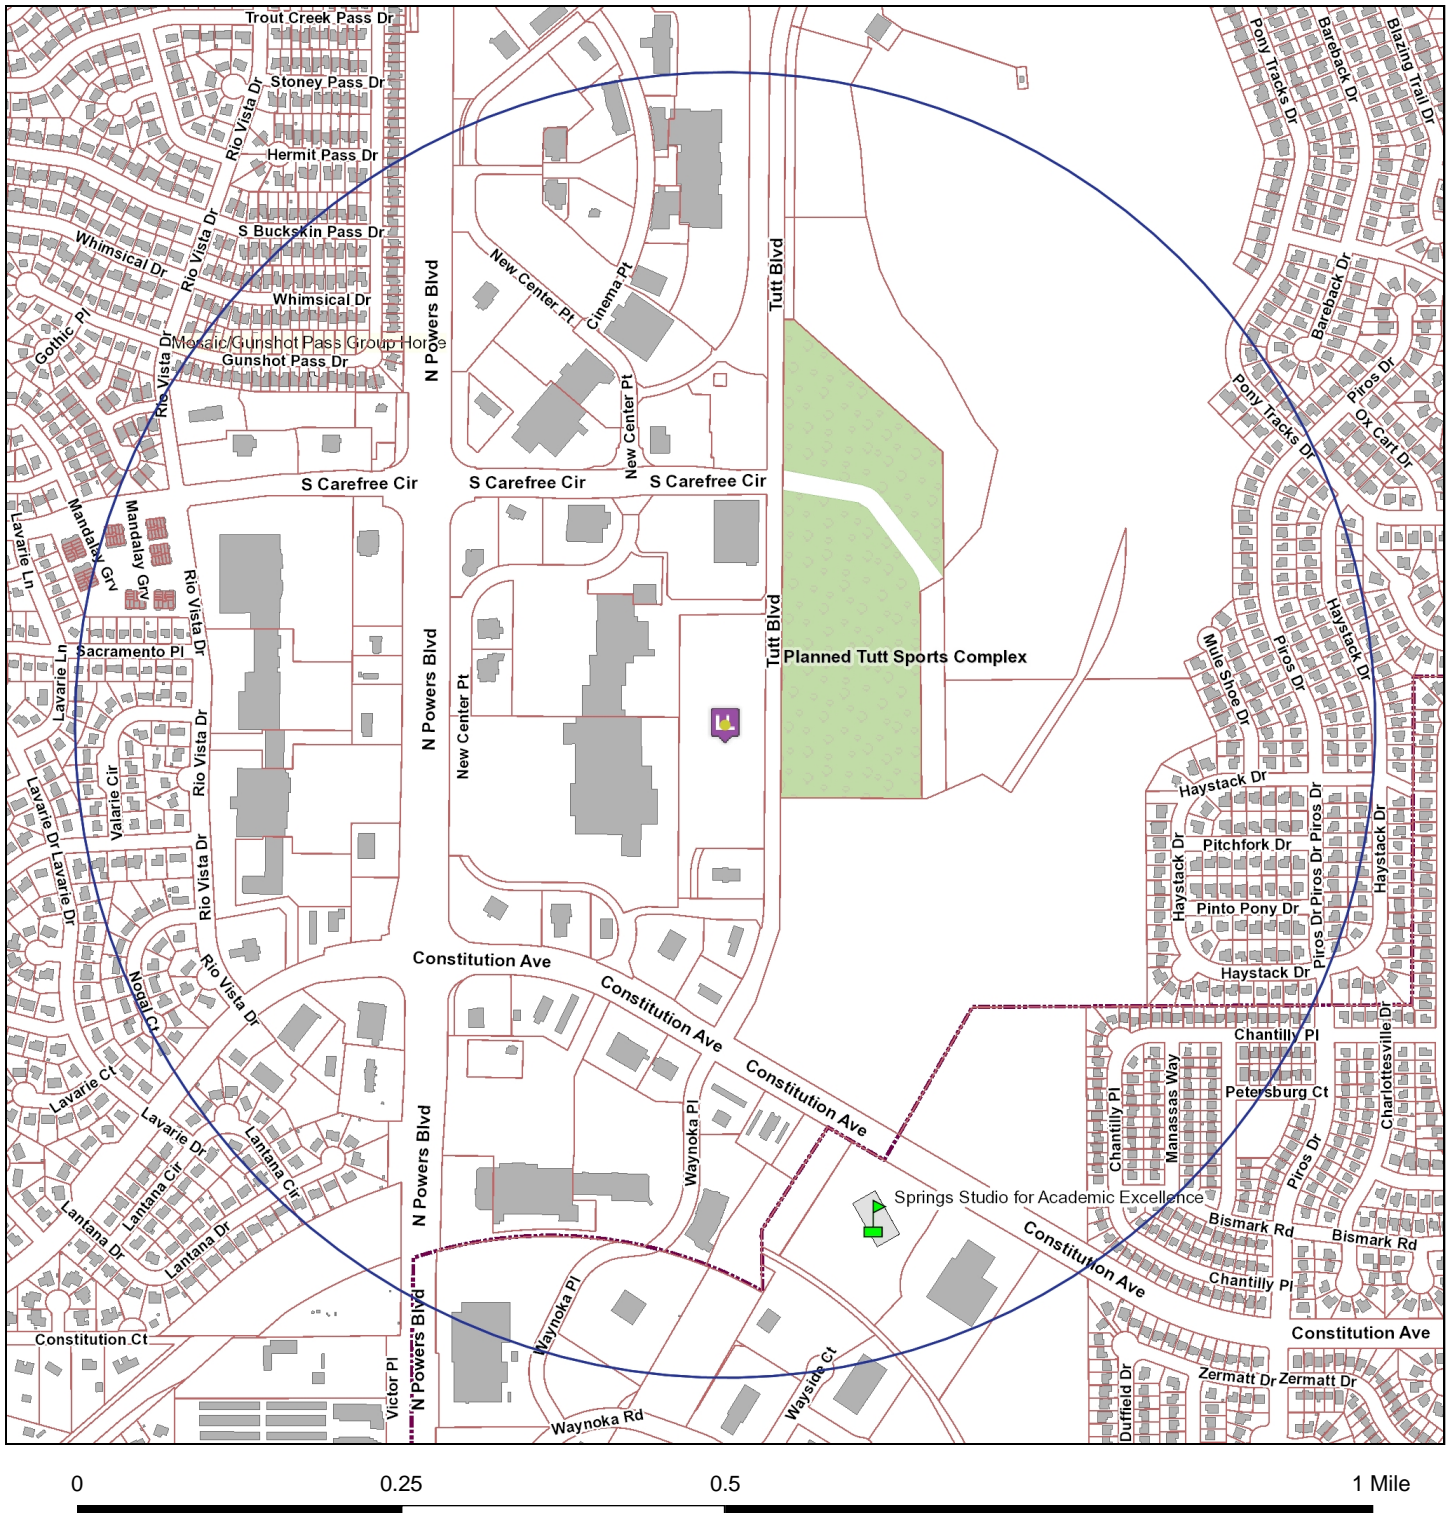 Trout Creek Pass Dr
Stoney Pass Dr
Rio Vista Dr
Hermit Pass Dr
S Buckskin Pass Dr
Whimsical Dr
Rio Vista Dr
Whimsical Dr
Gothic Pl
Mosaic/Gunshot Pass Group Home
Gunshot Pass Dr
Rio Vista Dr
N Powers Blvd
New Center Pt
Cinema Pt
Tutt Blvd
New Center Pt
Pony Tracks Dr
Bareback Dr
Blazing Trail Dr
Bareback Dr
Piros Dr
Pony Tracks Dr
Ox Cart Dr
S Carefree Cir
S Carefree Cir
S Carefree Cir
Lavarie Ln
Mandalay Grv
Mandalay Grv
Rio Vista Dr
Sacramento Pl
Lavarie Ln
N Powers Blvd
New Center Pt
Tutt Blvd
Planned Tutt Sports Complex
Mule Shoe Dr
Piros Dr
Haystack Dr
Rio Vista Dr
Valarie Cir
Lavarie Dr
Lavarie Dr
Rio Vista Dr
Haystack Dr
Pitchfork Dr
Haystack Dr
Piros Dr
Piros Dr
Piros Dr
Haystack Dr
Pinto Pony Dr
Haystack Dr
Constitution Ave
Constitution Ave
Constitution Ave
Rio Vista Dr
Nogal Ct
Lavarie Ct
Lavarie Dr
Lantana Cir
Lantana Cir
Lantana Dr
Lantana Dr
N Powers Blvd
Waynoka Pl
Chantilly Pl
Charlottesville Dr
Petersburg Ct
Chantilly Pl
Manassas Way
Piros Dr
Springs Studio for Academic Excellence
Bismark Rd
Bismark Rd
Constitution Ave
Chantilly Pl
Constitution Ave
Constitution Ct
Victor Pl
N Powers Blvd
Waynoka Pl
Waynoka Rd
Wayside Ct
Duffield Dr
Zermatt Dr
Zermatt Dr
0 0.25 0.5 1 Mile